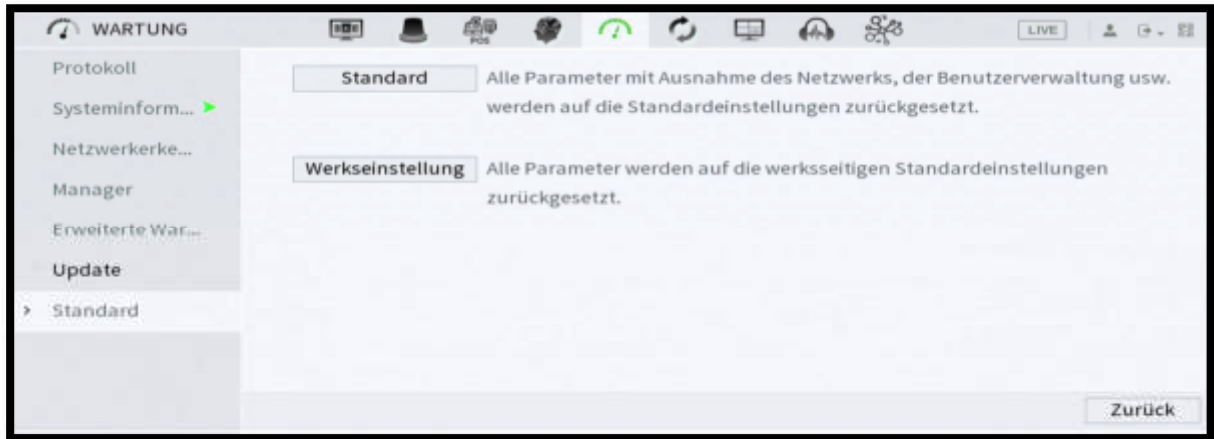 WARTUNG
POS
LIVE
Protokoll
Systeminform...
Netzwerkerke...
Manager
Erweiterte War...
Update
Standard
Standard
Alle Parameter mit Ausnahme des Netzwerks, der Benutzerverwaltung usw.
werden auf die Standardeinstellungen zurückgesetzt.
Werkseinstellung
Alle Parameter werden auf die werksseitigen Standardeinstellungen
zurückgesetzt.
Zurück